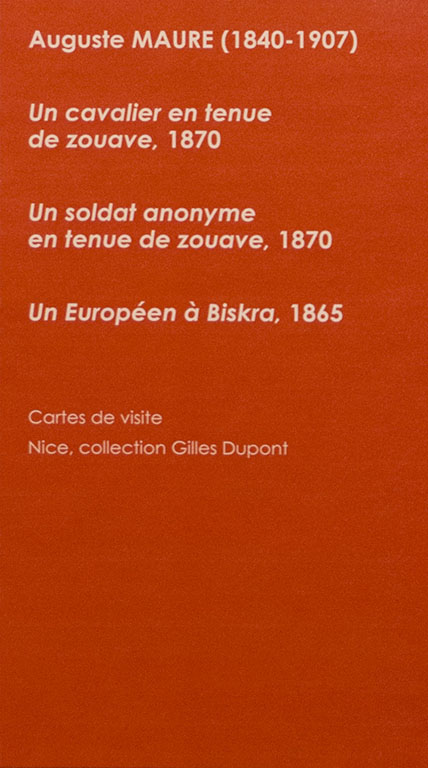 Auguste MAURE (1840-1907)
Un cavalier en tenue
de zouave, 1870
Un soldat anonyme
en tenue de zouave, 1870
Un Européen à Biskra, 1865
Cartes de visite
Nice, collection Gilles Dupont